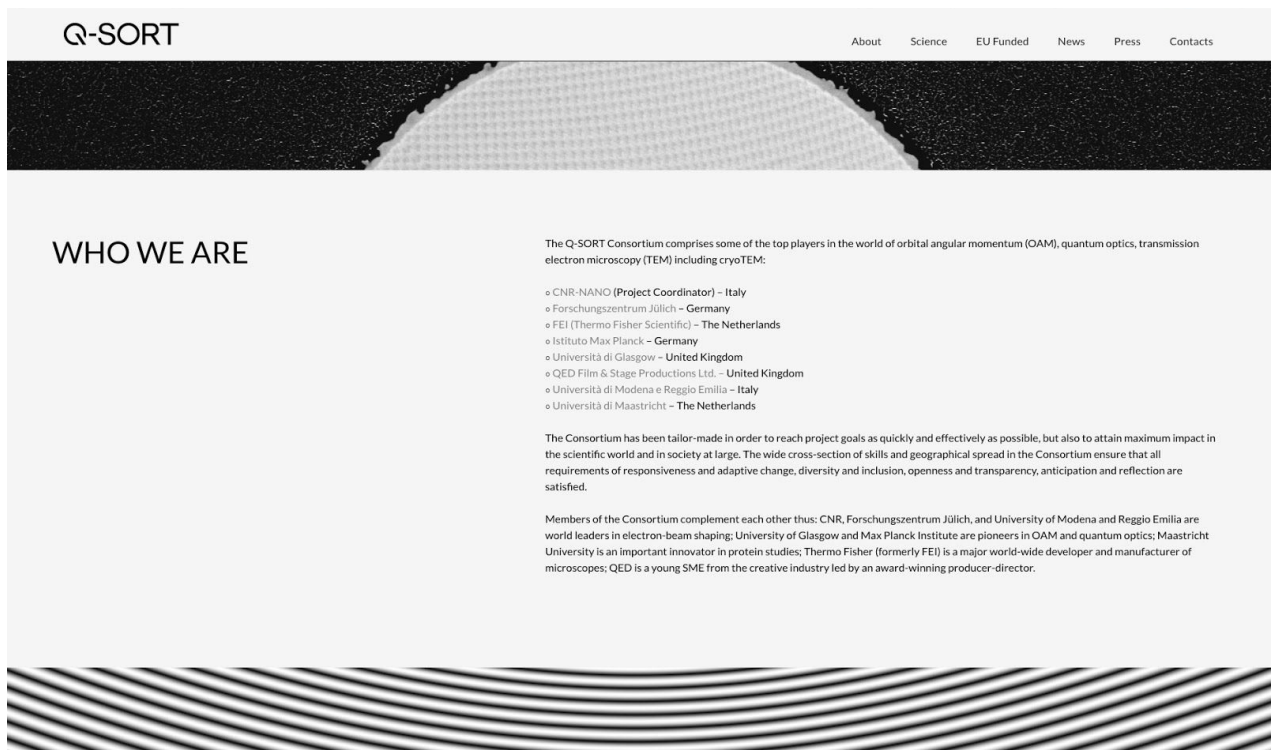 Q-SORT
About Science EU Funded News Press Contacts
WHO WE ARE
The Q-SORT Consortium comprises some of the top players in the world of orbital angular momentum (OAM), quantum optics, transmission
electron microscopy (TEM) including cryoTEM:
∘ CNR-NANO (Project Coordinator) – Italy
∘ Forschungszentrum Jülich – Germany
∘ FEI (Thermo Fisher Scientific) – The Netherlands
∘ Istituto Max Planck – Germany
∘ Università di Glasgow – United Kingdom
∘ QED Film & Stage Productions Ltd. – United Kingdom
∘ Università di Modena e Reggio Emilia – Italy
∘ Università di Maastricht – The Netherlands
The Consortium has been tailor-made in order to reach project goals as quickly and effectively as possible, but also to attain maximum impact in
the scientific world and in society at large. The wide cross-section of skills and geographical spread in the Consortium ensure that all
requirements of responsiveness and adaptive change, diversity and inclusion, openness and transparency, anticipation and reflection are
satisfied.
Members of the Consortium complement each other thus: CNR, Forschungszentrum Jülich, and University of Modena and Reggio Emilia are
world leaders in electron-beam shaping; University of Glasgow and Max Planck Institute are pioneers in OAM and quantum optics; Maastricht
University is an important innovator in protein studies; Thermo Fisher (formerly FEI) is a major world-wide developer and manufacturer of
microscopes; QED is a young SME from the creative industry led by an award-winning producer-director.